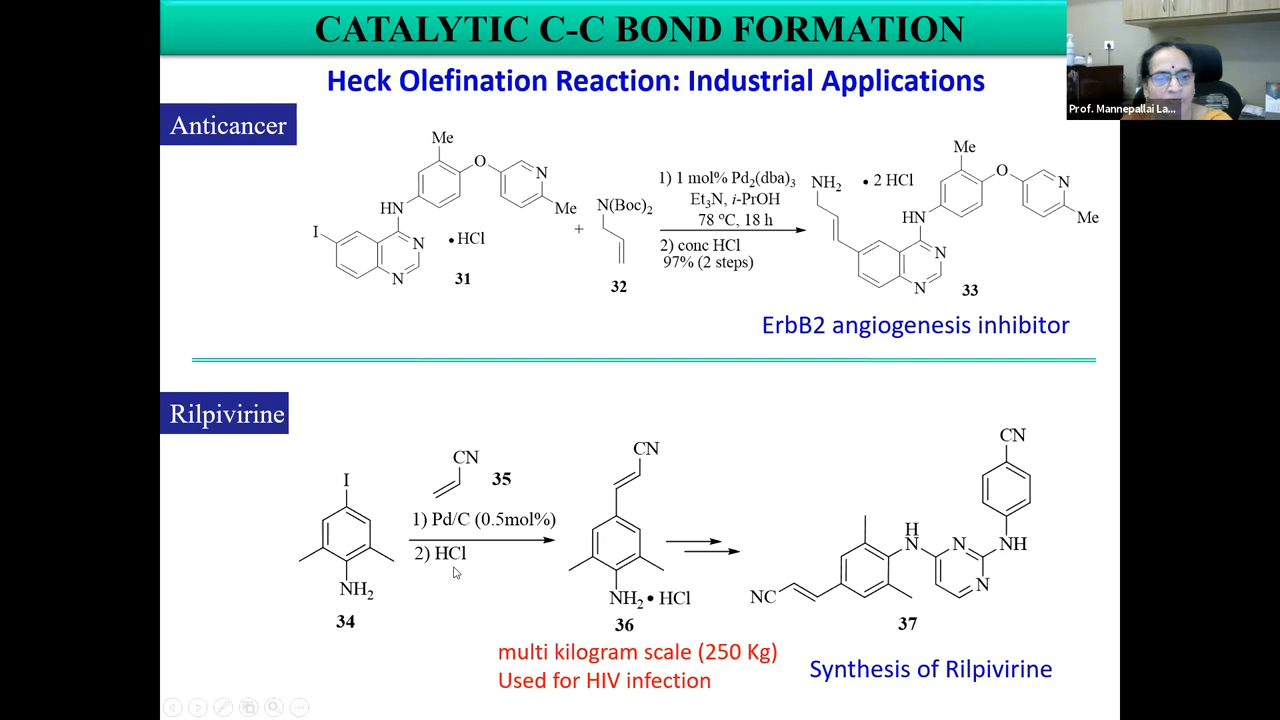 CATALYTIC C-C BOND FORMATION
Prof. Mannepallai La...
Heck Olefination Reaction: Industrial Applications
Anticancer
Me
O
N
Me
HN
I
N
N
• HCl
31
+
N(Boc)₂
32
1) 1 mol% Pd₂(dba)₃
Et₃N, i-PrOH
78 ºC, 18 h
2) conc HCl
97% (2 steps)
NH₂
• 2 HCl
Me
O
N
Me
HN
N
N
33
ErbB2 angiogenesis inhibitor
Rilpivirine
I
NH₂
34
CN
35
1) Pd/C (0.5mol%)
2) HCl
CN
NH₂ • HCl
36
multi kilogram scale (250 Kg)
Used for HIV infection
CN
H
N
N
NH
N
NC
37
Synthesis of Rilpivirine